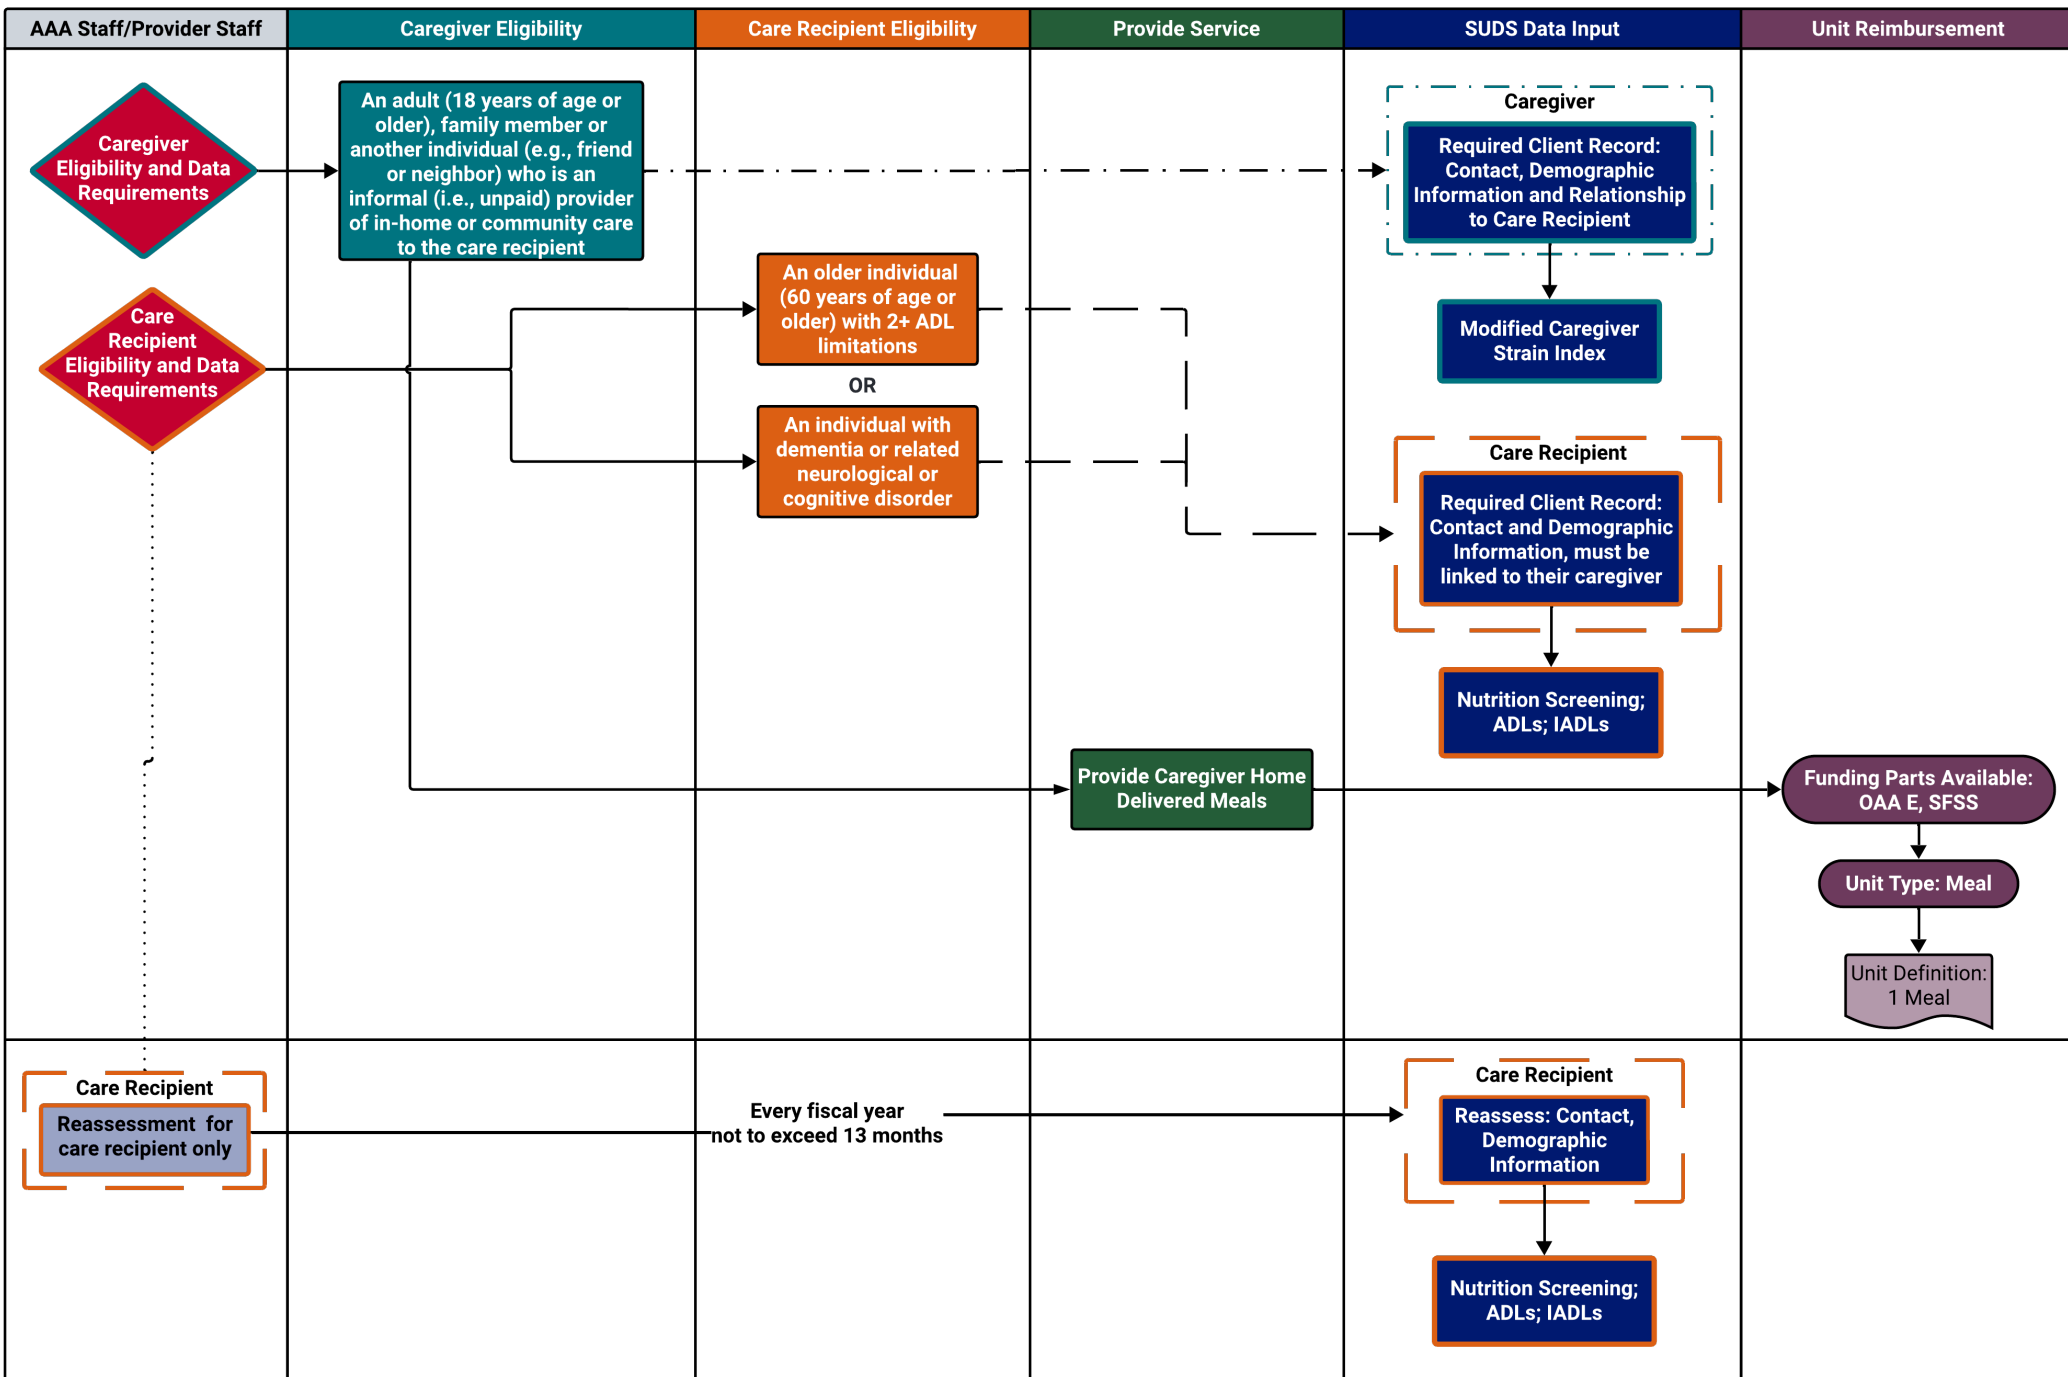 AAA Staff/Provider Staff
Caregiver Eligibility
Care Recipient Eligibility
Provide Service
SUDS Data Input
Unit Reimbursement
Caregiver
Eligibility and Data
Requirements
An adult (18 years of age or
older), family member or
another individual (e.g., friend
or neighbor) who is an
informal (i.e., unpaid) provider
of in-home or community care
to the care recipient
Caregiver
Required Client Record:
Contact, Demographic
Information and Relationship
to Care Recipient
Modified Caregiver
Strain Index
Care
Recipient
Eligibility and Data
Requirements
An older individual
(60 years of age or
older) with 2+ ADL
limitations
OR
An individual with
dementia or related
neurological or
cognitive disorder
Care Recipient
Required Client Record:
Contact and Demographic
Information, must be
linked to their caregiver
Nutrition Screening;
ADLs; IADLs
Provide Caregiver Home
Delivered Meals
Funding Parts Available:
OAA E, SFSS
Unit Type: Meal
Unit Definition:
1 Meal
Care Recipient
Reassessment for
care recipient only
Every fiscal year
not to exceed 13 months
Care Recipient
Reassess: Contact,
Demographic
Information
Nutrition Screening;
ADLs; IADLs